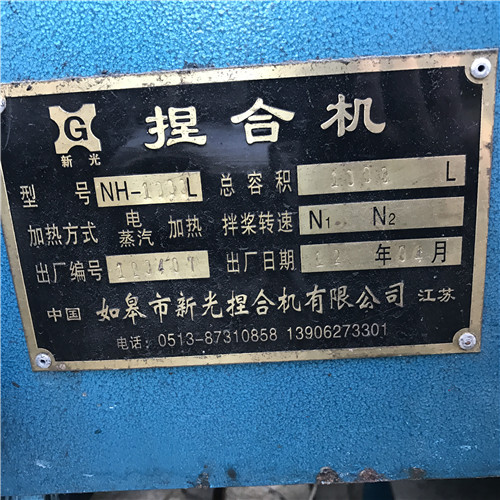 G 捏合机
新光
型号 NH-1000L 总容积 1000 L
加热方式 电 蒸汽 加热 拌桨转速 N1 N2
出厂编号 出厂日期 年 04 月
中国 如皋市新光捏合机有限公司 江苏
电话: 0513-87310858 13906273301